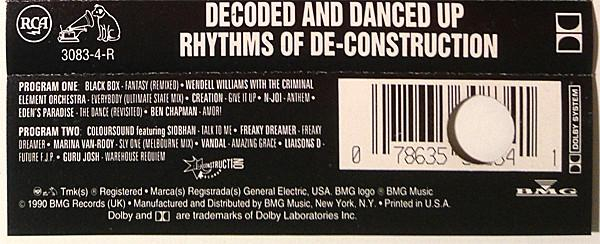 RCA
3083-4-R
DECODED AND DANCED UP
RHYTHMS OF DE-CONSTRUCTION
PROGRAM ONE: BLACK BOX - FANTASY (REMIXED) • WENDELL WILLIAMS WITH THE CRIMINAL
ELEMENT ORCHESTRA - EVERYBODY (ULTIMATE STATE MIX) • CREATION - GIVE IT UP • N-JOI - ANTHEM •
EDEN'S PARADISE - THE DANCE (REVISITED) • BEN CHAPMAN - AMOR!
PROGRAM TWO: COLOURSOUND featuring SIOBHAN - TALK TO ME • FREAKY DREAMER - FREAKY
DREAMER • MARINA VAN-ROOY - SLY ONE (MELBOURNE MIX) • VANDAL - AMAZING GRACE • LIAISONS D -
FUTURE F.J.P. • GURU JOSH - WAREHOUSE REQUIEM
0 78635 4 1
DOLBY SYSTEM
BMG
Tmk(s) ® Registered • Marca(s) Registrada(s) General Electric, USA. BMG logo ® BMG Music
© 1990 BMG Records (UK) • Manufactured and Distributed by BMG Music, New York, N.Y. • Printed in U.S.A.
Dolby and are trademarks of Dolby Laboratories Inc.